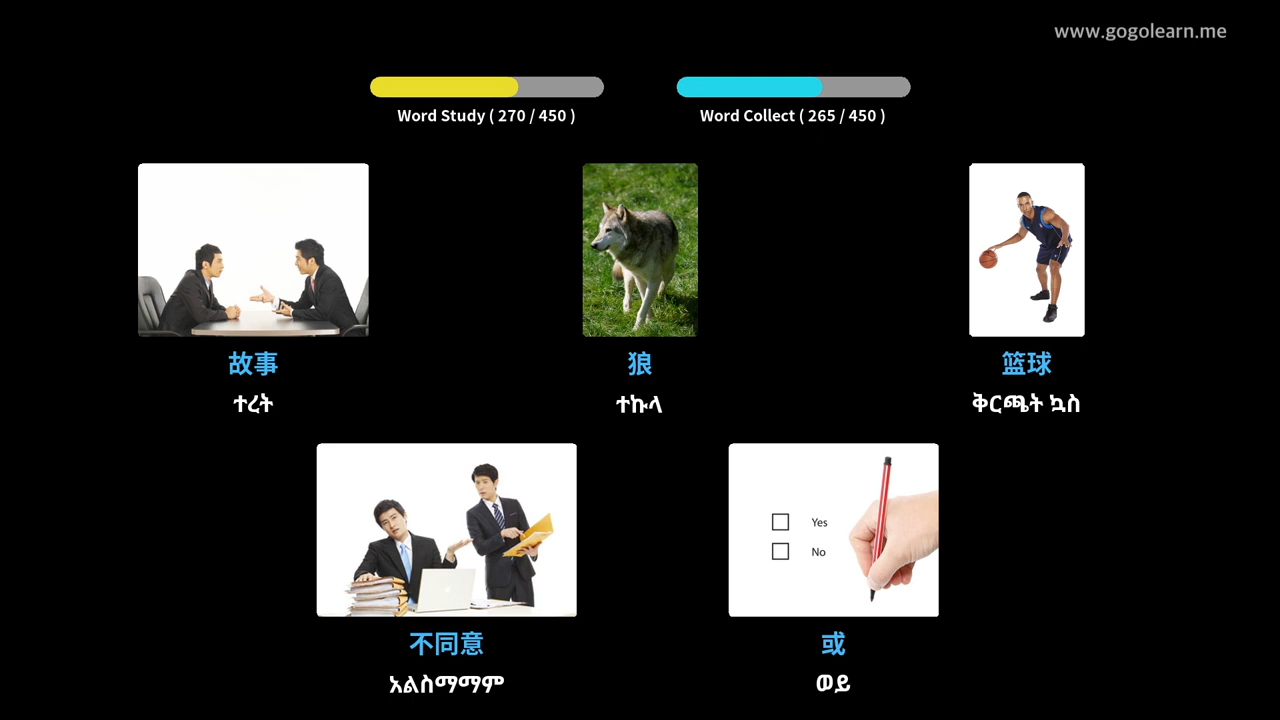 www.gogolearn.me
Word Study ( 270 / 450 )
Word Collect ( 265 / 450 )
故事
ተረት
狼
ተኩላ
篮球
ቅርጫት ኳስ
Yes
No
不同意
አልስማማም
或
ወይ